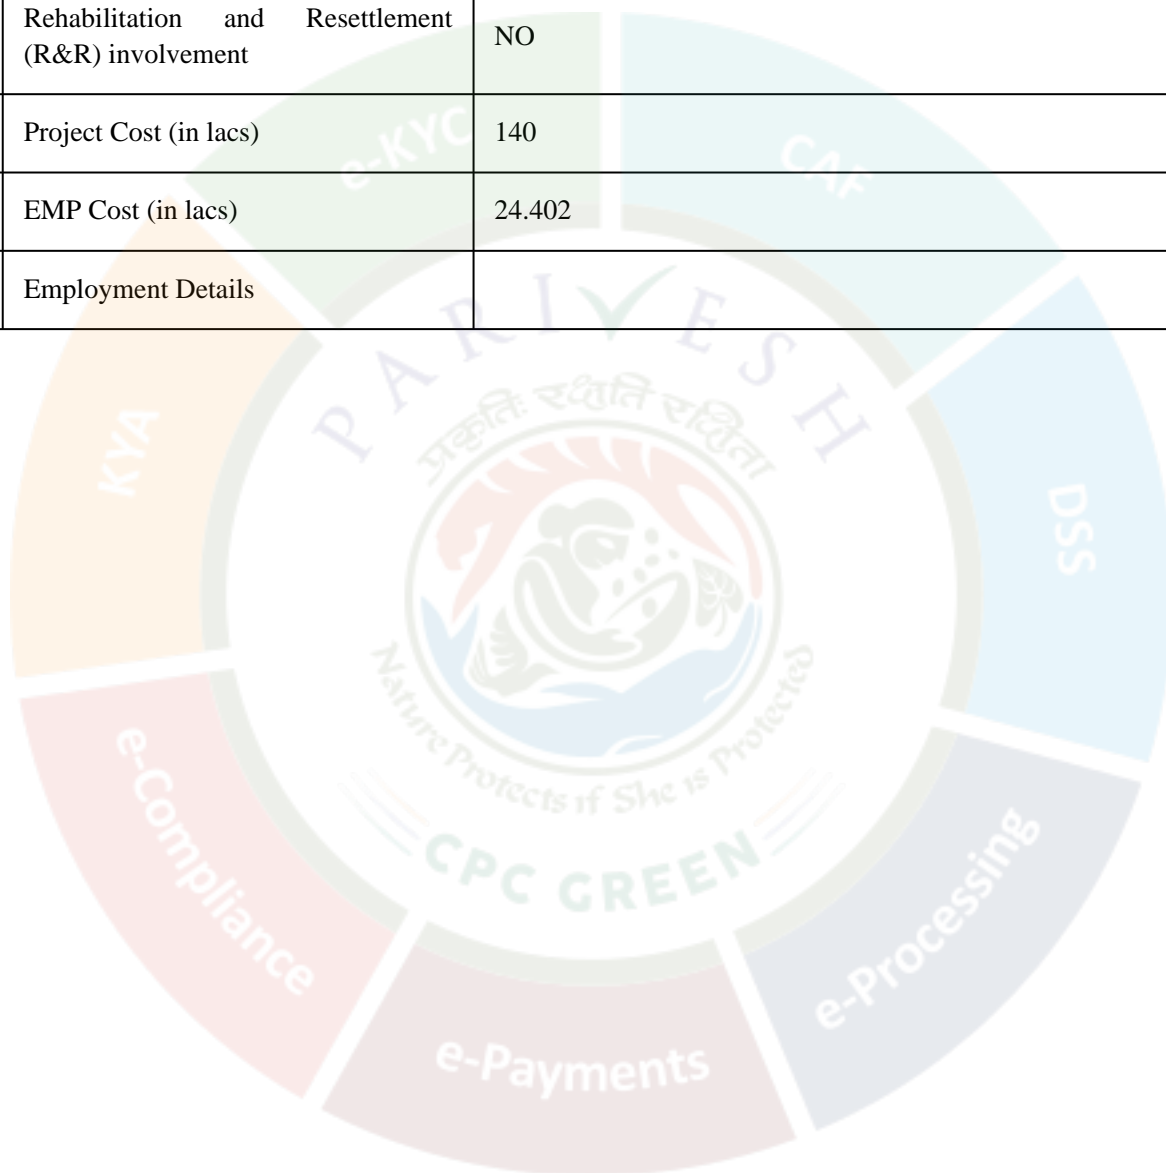 Rehabilitation and Resettlement
(R&R) involvement
NO
Project Cost (in lacs)
140
EMP Cost (in lacs)
24.402
Employment Details
e-KYC
CAF
KYA
DSS
PARIVESH
प्रकृतिः रक्षति रक्षिता
Nature Protects if She is Protected
CPC GREEN
e-Compliance
e-Processing
e-Payments